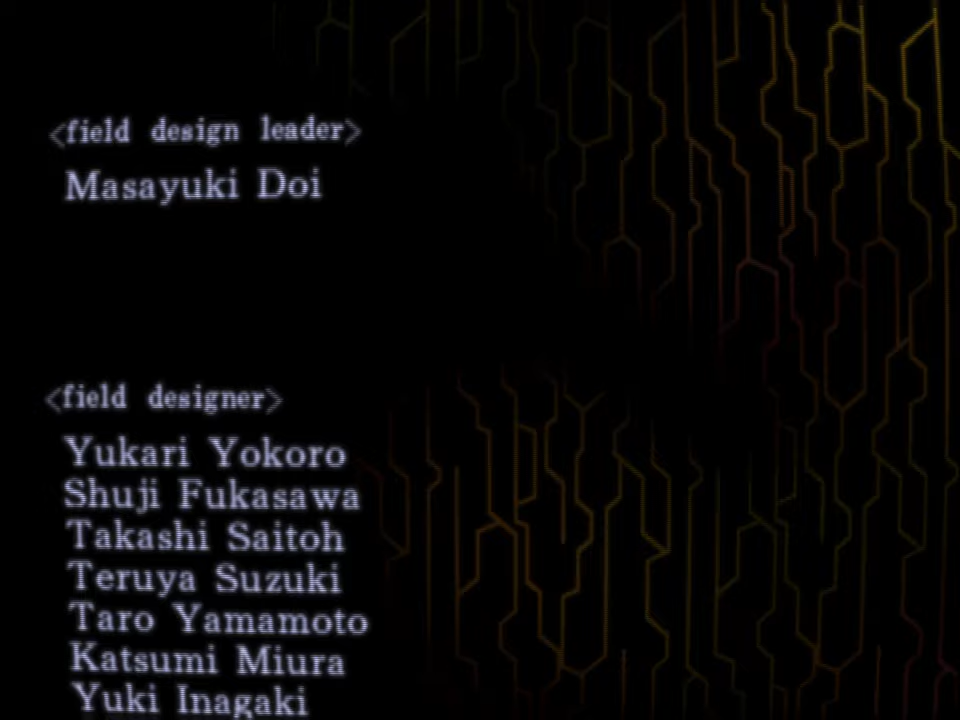 <field design leader>
Masayuki Doi
<field designer>
Yukari Yokoro
Shuji Fukasawa
Takashi Saitoh
Teruya Suzuki
Taro Yamamoto
Katsumi Miura
Yuki Inagaki